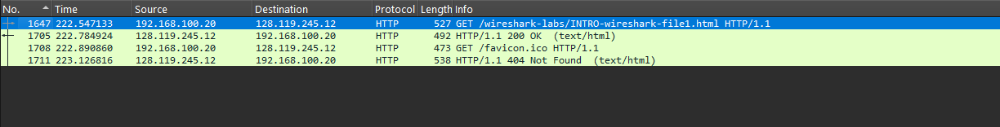 No. Time Source Destination Protocol Length Info
1647 222.547133 192.168.100.20 128.119.245.12 HTTP 527 GET /wireshark-labs/INTRO-wireshark-file1.html HTTP/1.1
1705 222.784924 128.119.245.12 192.168.100.20 HTTP 492 HTTP/1.1 200 OK (text/html)
1708 222.890860 192.168.100.20 128.119.245.12 HTTP 473 GET /favicon.ico HTTP/1.1
1711 223.126816 128.119.245.12 192.168.100.20 HTTP 538 HTTP/1.1 404 Not Found (text/html)